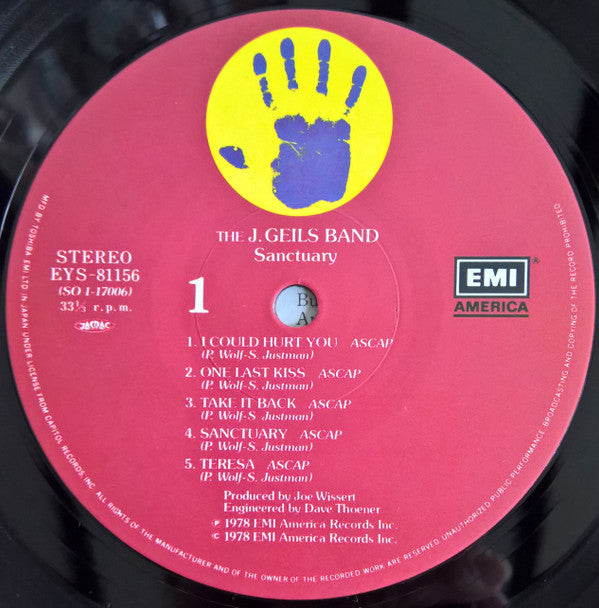 THE J. GEILS BAND
Sanctuary
STEREO
EYS-81156
(SO 1-17006)
33⅓ r.p.m.
JASRAC
1
Bu
A
EMI®
AMERICA
1. I COULD HURT YOU ASCAP
(P. Wolf-S. Justman)
2. ONE LAST KISS ASCAP
(P. Wolf-S. Justman)
3. TAKE IT BACK ASCAP
(P. Wolf-S. Justman)
4. SANCTUARY ASCAP
(P. Wolf-S. Justman)
5. TERESA ASCAP
(P. Wolf-S. Justman)
Produced by Joe Wissert
Engineered by Dave Thoener
℗ 1978 EMI America Records Inc.
© 1978 EMI America Records Inc.
MFD BY TOSHIBA EMI LTD. IN JAPAN UNDER LICENSE FROM CAPITOL RECORDS, INC. ALL RIGHTS OF THE MANUFACTURER AND OF THE OWNER OF THE RECORDED WORK ARE RESERVED. UNAUTHORIZED PUBLIC PERFORMANCE, BROADCASTING AND COPYING OF THE RECORD PROHIBITED.